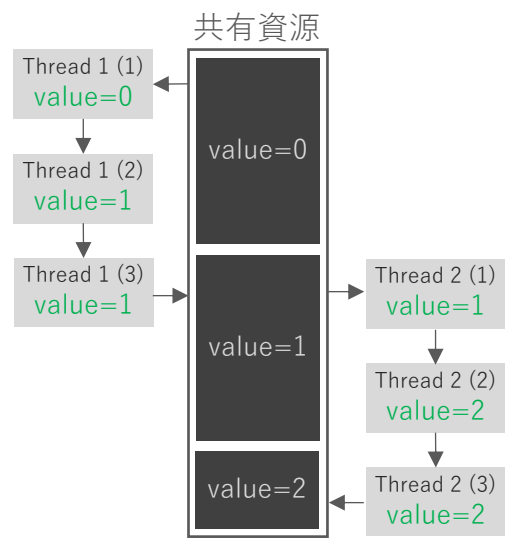 共有資源
Thread 1 (1)
value=0
Thread 1 (2)
value=1
Thread 1 (3)
value=1
value=0
value=1
value=2
Thread 2 (1)
value=1
Thread 2 (2)
value=2
Thread 2 (3)
value=2